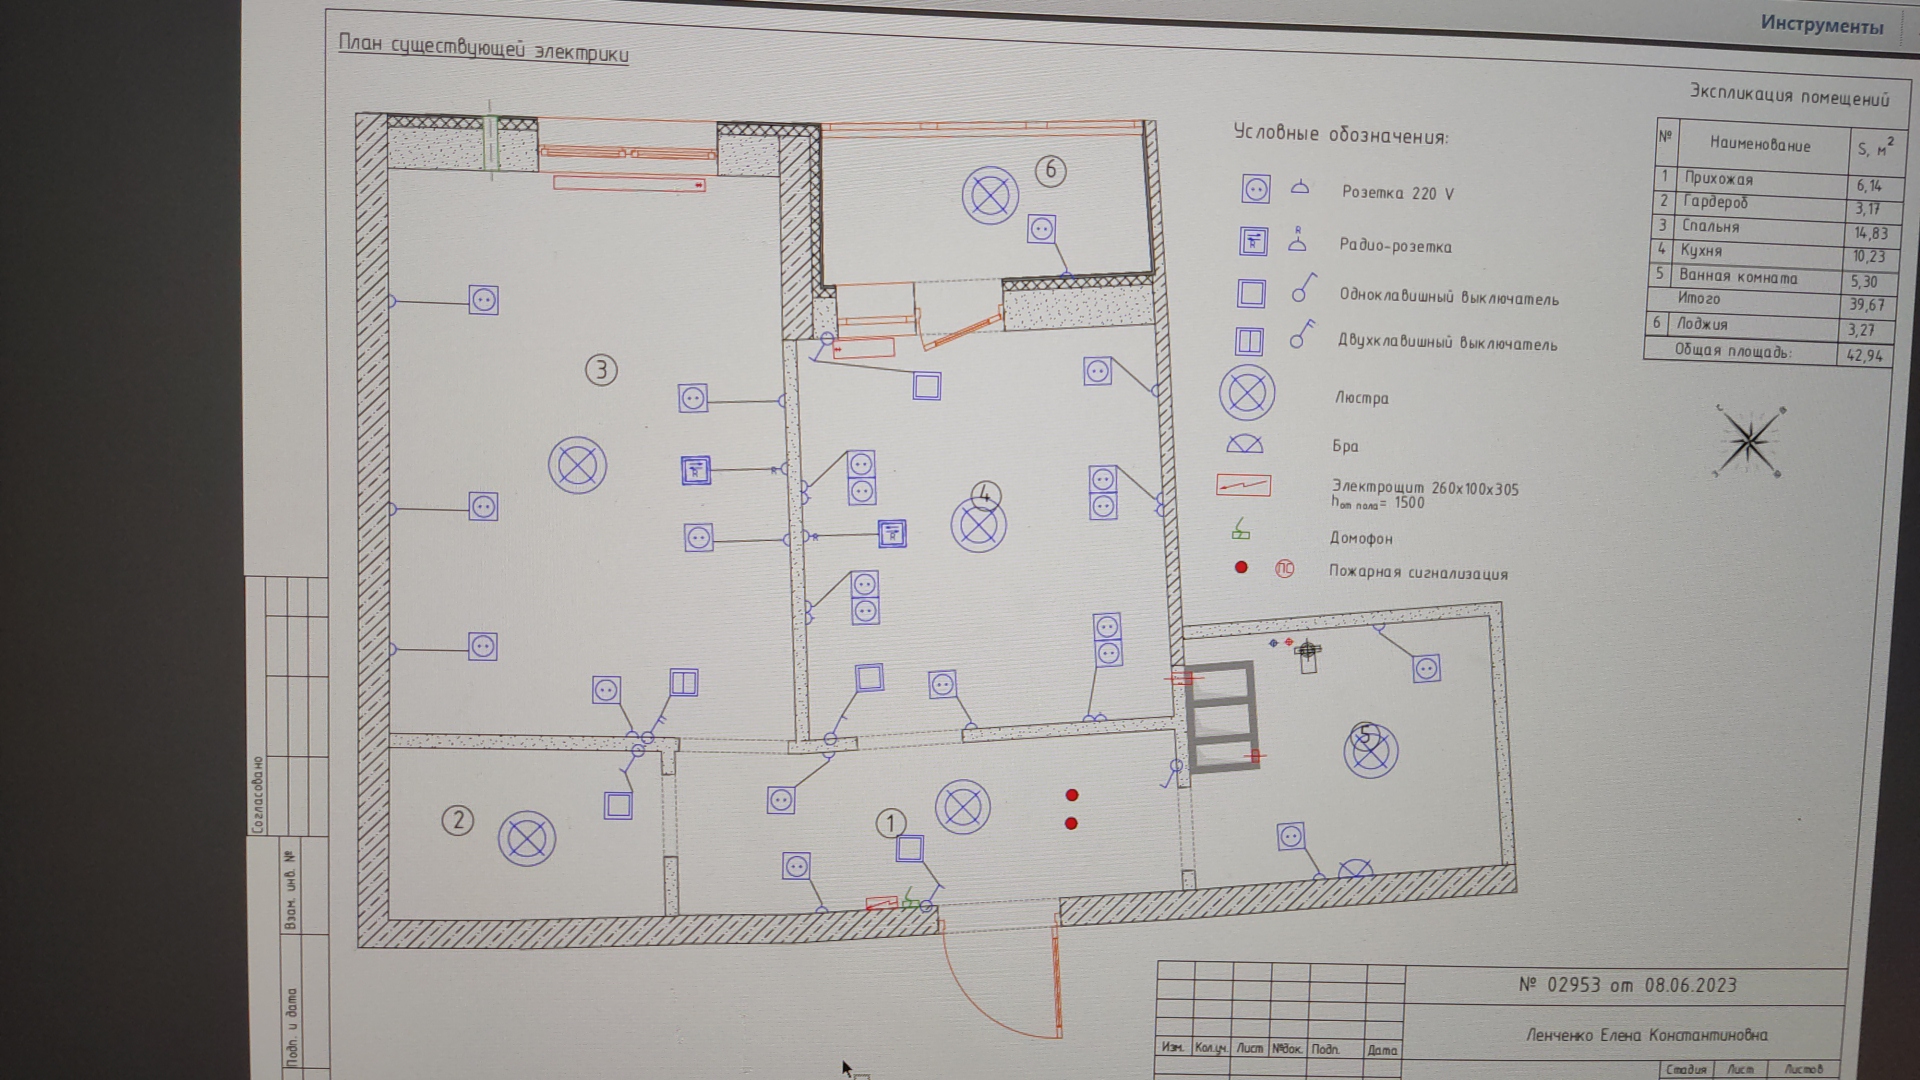 Инструменты
План существующей электрики
Экспликация помещений
№ Наименование S, м²
1 Прихожая 6,14
2 Гардероб 3,17
3 Спальня 14,83
4 Кухня 10,23
5 Ванная комната 5,30
Итого 39,67
6 Лоджия 3,27
Общая площадь: 42,94
Условные обозначения:
Розетка 220 V
R
R
Радио-розетка
Одноклавишный выключатель
Двухклавишный выключатель
Люстра
Бра
Электрощит 260х100х305
hот пола= 1500
Домофон
ПС
Пожарная сигнализация
6
3
R
R
4
R
R
5
2
1
Согласовано
Взам. инв. №
Подп. и дата
№ 02953 от 08.06.2023
Ленченко Елена Константиновна
Изм. Кол.уч. Лист №док. Подп. Дата
Стадия Лист Листов